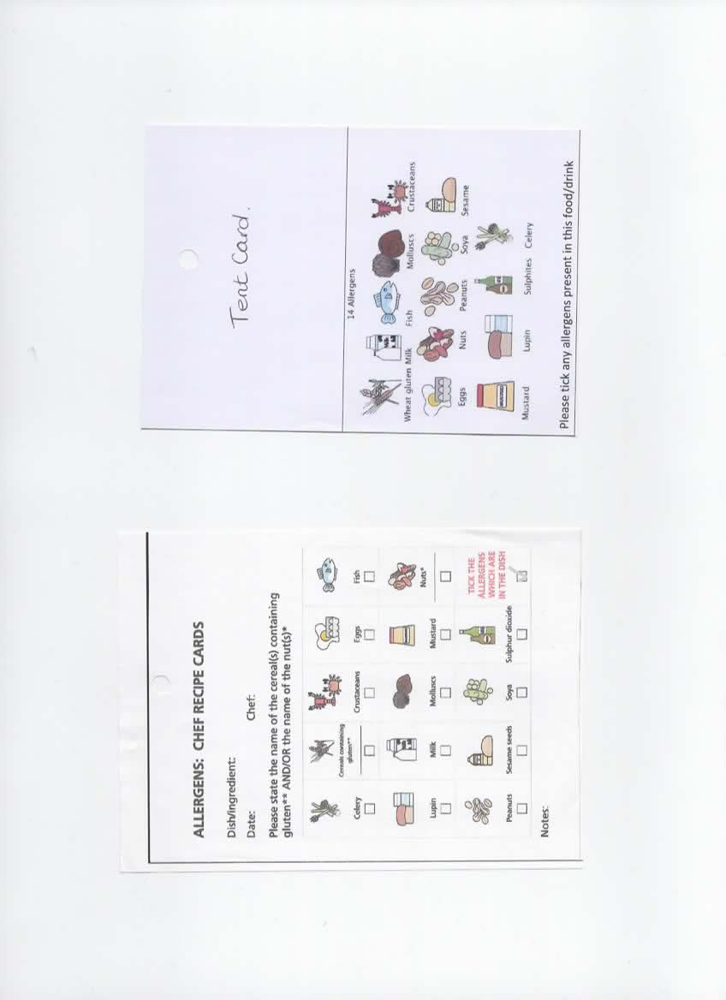 ALLERGENS: CHEF RECIPE CARDS
Dish/ingredient:
Date: Chef:
Please state the name of the cereal(s) containing
gluten** AND/OR the name of the nut(s)*
Celery
Cereals containing
gluten**
Crustaceans
Eggs
Fish
Lupin
Milk
Molluscs
Mustard
Nuts*
Peanuts
Sesame seeds
Soya
Sulphur dioxide
TICK THE
ALLERGENS
WHICH ARE
IN THE DISH
Notes:
Tent Card.
14 Allergens
Wheat gluten Milk Fish Molluscs Crustaceans
Eggs Nuts Peanuts Soya Sesame
Mustard Lupin Sulphites Celery
Please tick any allergens present in this food/drink